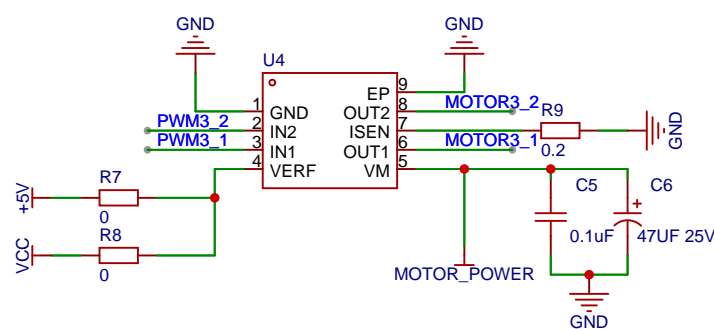 GND
GND
U4
EP 9
1 GND
OUT2 8 MOTOR3_2
R9
PWM3_2 2 IN2
ISEN 7
GND
PWM3_1 3 IN1
OUT1 6 MOTOR3_1
0.2
4 VERF
VM 5
R7
C5
C6
+5V
0
0.1uF
47UF 25V
R8
VCC
0
MOTOR_POWER
GND